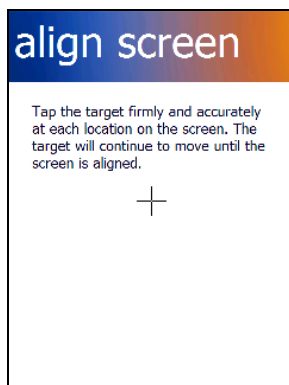 align screen
Tap the target firmly and accurately
at each location on the screen. The
target will continue to move until the
screen is aligned.